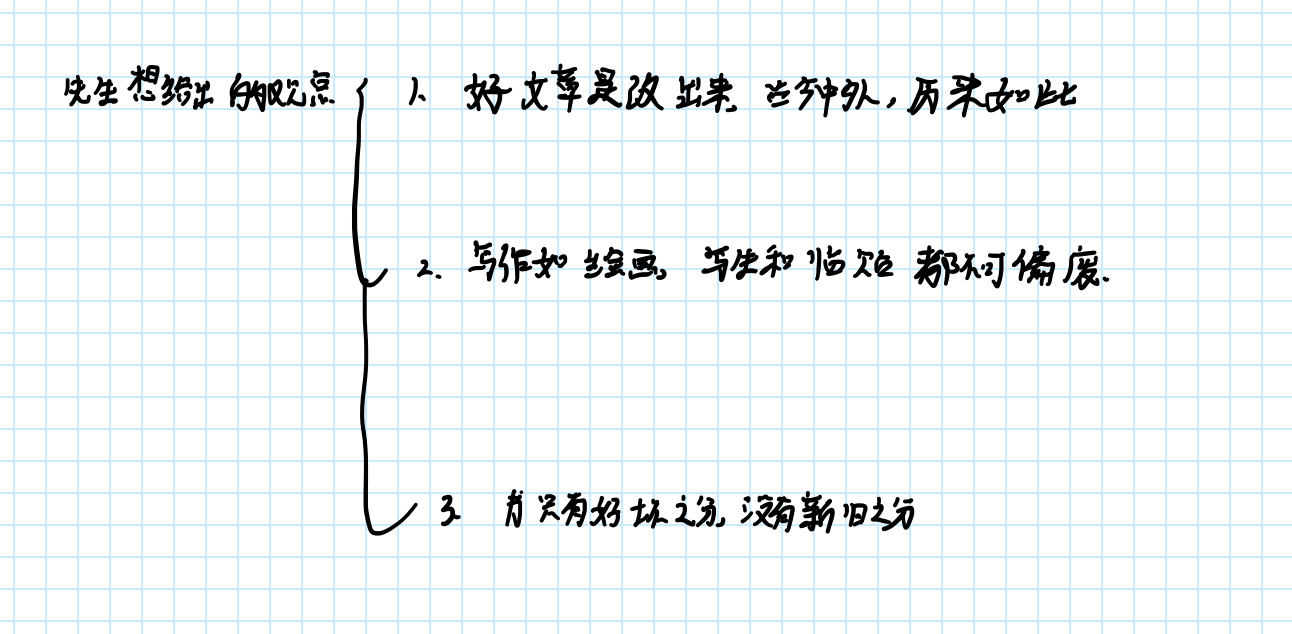 先生想给出的观点
1. 好文章是改出来, 古今中外, 历来如此
2. 写作如绘画, 写生和临 都不可偏废.
3. 只有好坏之分, 没有新旧之分